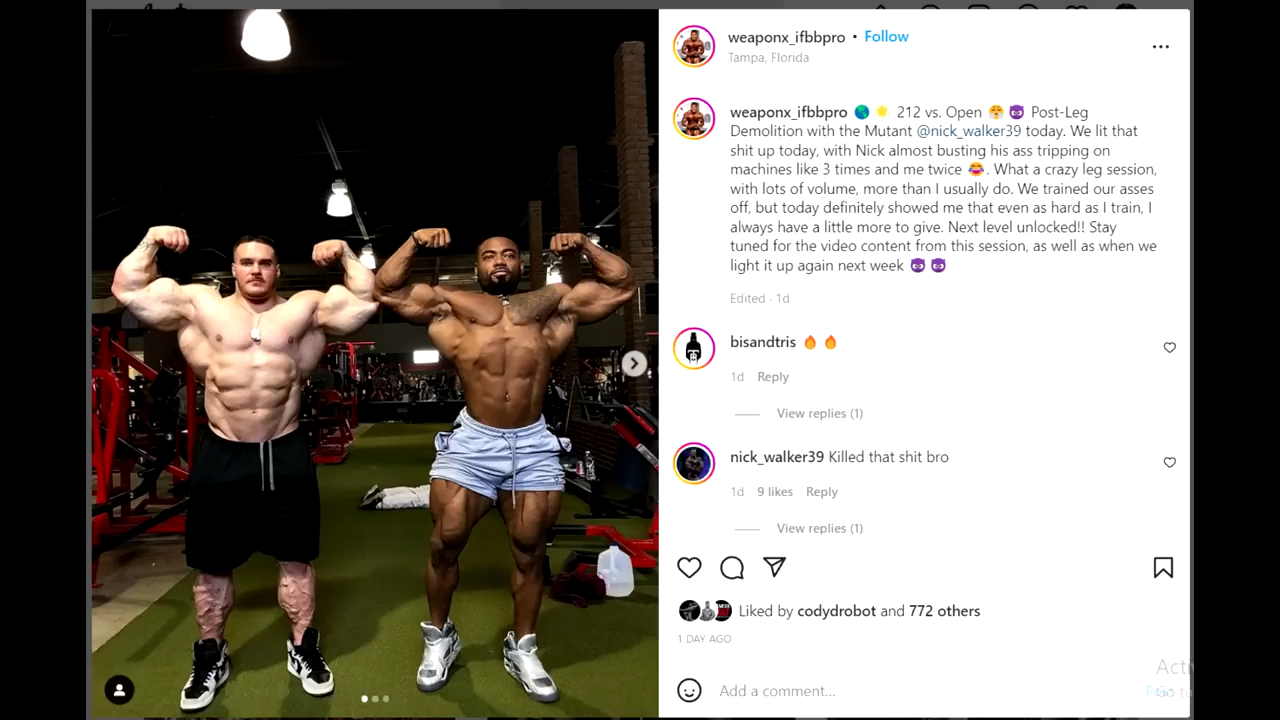 weaponx_ifbbpro • Follow
Tampa, Florida
weaponx_ifbbpro 🌎 🌟 212 vs. Open 😤 😈 Post-Leg
Demolition with the Mutant @nick_walker39 today. We lit that
shit up today, with Nick almost busting his ass tripping on
machines like 3 times and me twice 😂. What a crazy leg session,
with lots of volume, more than I usually do. We trained our asses
off, but today definitely showed me that even as hard as I train, I
always have a little more to give. Next level unlocked!! Stay
tuned for the video content from this session, as well as when we
light it up again next week 😈 😈
Edited · 1d
bisandtris 🔥 🔥
1d Reply
View replies (1)
nick_walker39 Killed that shit bro
1d 9 likes Reply
View replies (1)
Liked by codydrobot and 772 others
1 DAY AGO
Add a comment...